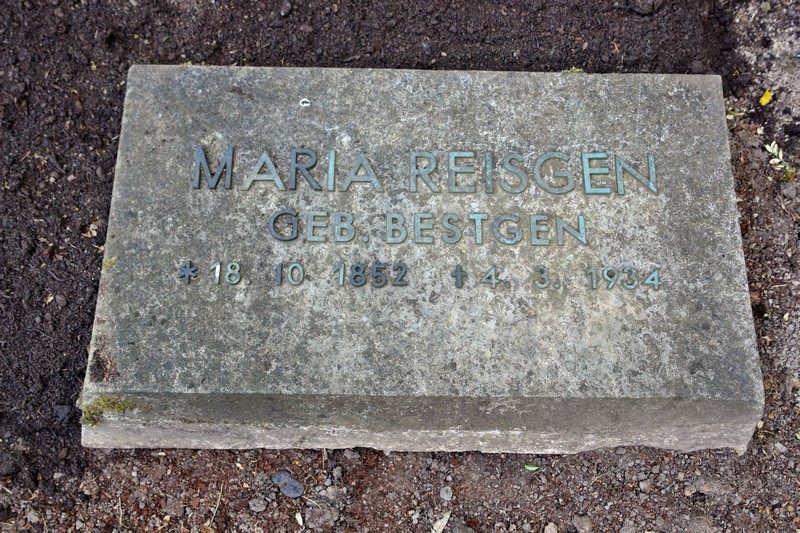 MARIA REISGEN
GEB. BESTGEN
* 18. 10. 1852 † 4. 3. 1934